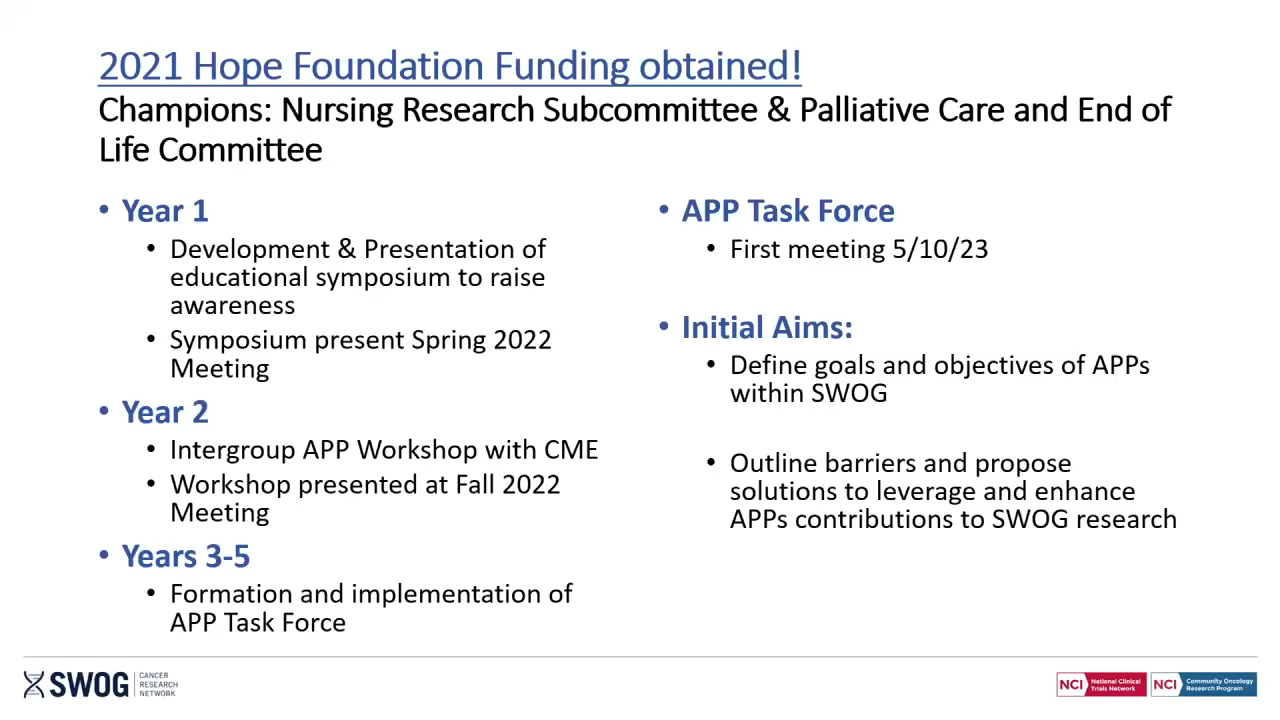 2021 Hope Foundation Funding obtained!
Champions: Nursing Research Subcommittee & Palliative Care and End of
Life Committee
• Year 1
• Development & Presentation of
educational symposium to raise
awareness
• Symposium present Spring 2022
Meeting
• Year 2
• Intergroup APP Workshop with CME
• Workshop presented at Fall 2022
Meeting
• Years 3-5
• Formation and implementation of
APP Task Force
• APP Task Force
• First meeting 5/10/23
• Initial Aims:
• Define goals and objectives of APPs
within SWOG
• Outline barriers and propose
solutions to leverage and enhance
APPs contributions to SWOG research
SWOG
CANCER
RESEARCH
NETWORK
NCI
National Clinical
Trials Network
NCI
Community Oncology
Research Program